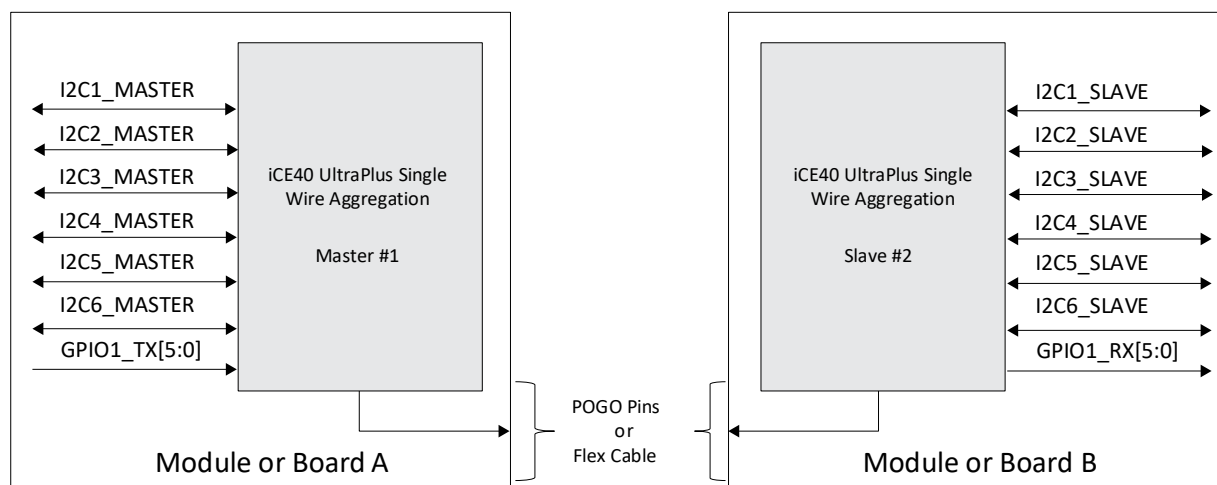 I2C1_MASTER
I2C2_MASTER
I2C3_MASTER
I2C4_MASTER
I2C5_MASTER
I2C6_MASTER
GPIO1_TX[5:0]
iCE40 UltraPlus Single
Wire Aggregation
Master #1
Module or Board A
POGO Pins
or
Flex Cable
iCE40 UltraPlus Single
Wire Aggregation
Slave #2
I2C1_SLAVE
I2C2_SLAVE
I2C3_SLAVE
I2C4_SLAVE
I2C5_SLAVE
I2C6_SLAVE
GPIO1_RX[5:0]
Module or Board B